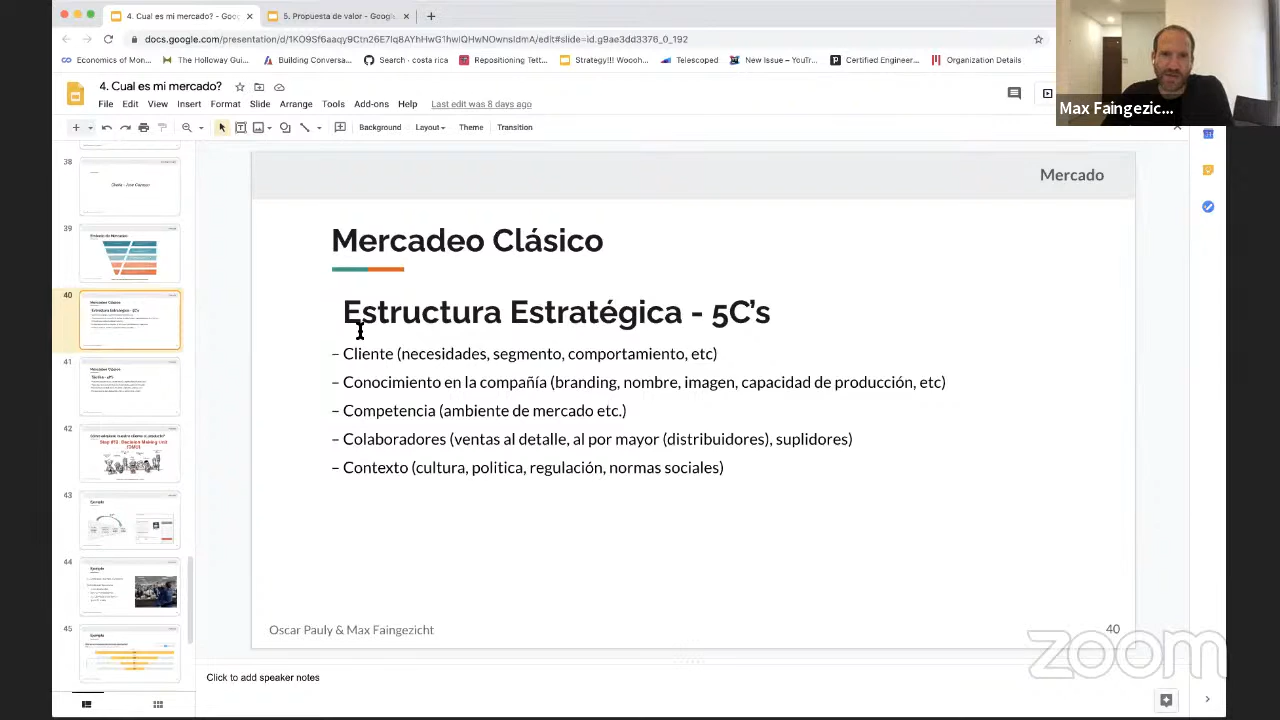 4. Cual es mi mercado? - Goo
5. Propuesta de valor - Googl
docs.google.com/presentation/d/1KO9Sf6aaqy9Ctn26E7Ic8AYhHwG1hwIQHwNOwmsIdmA/edit#slide=id.g9ae3dd3376_0_192
Economics of Mon...
The Holloway Gui...
Building Conversa...
Search · costa rica
Repositioning Tett...
Strategy!!! Woooh...
Telescoped
New Issue – YouTr...
Certified Engineer...
Organization Details
4. Cual es mi mercado?
File Edit View Insert Format Slide Arrange Tools Add-ons Help
Last edit was 8 days ago
Background Layout Theme Transition
Max Faingezic...
38
39
40
41
42
43
44
45
Mercado
Mercadeo Clásico
Estructura Estratégica - 5C’s
– Cliente (necesidades, segmento, comportamiento, etc)
– Conocimiento en la compañía (branding, nombre, imagen, capacidad de producción, etc)
– Competencia (ambiente de mercado etc.)
– Colaboradores (ventas al detalle, al por mayor (distribuidores), suplidores)
– Contexto (cultura, politica, regulación, normas sociales)
Oscar Pauly & Max Faingezicht
40
zoom
Click to add speaker notes